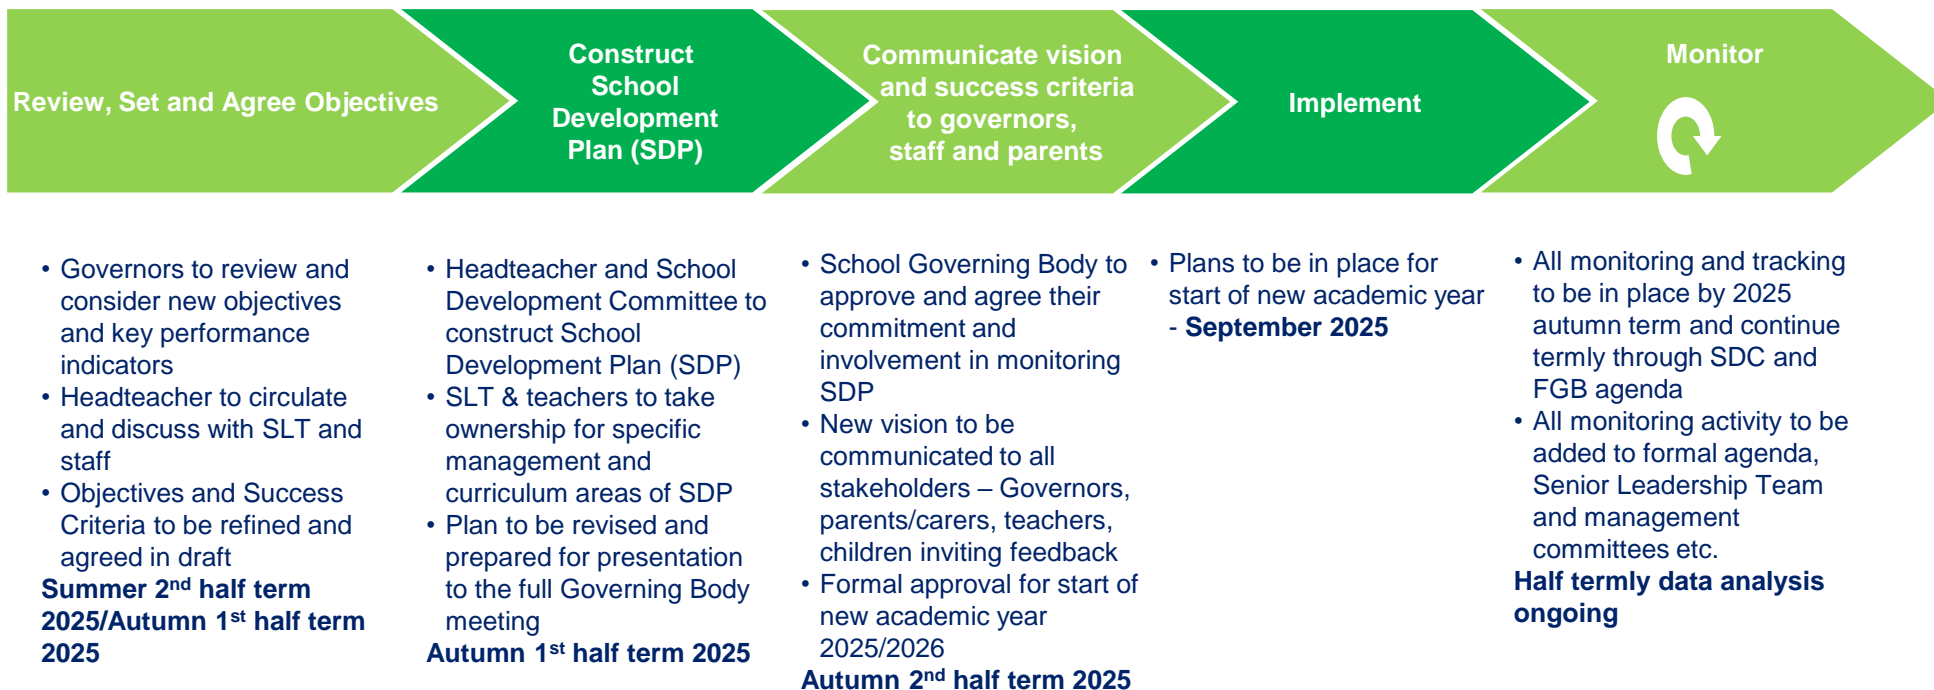 Review, Set and Agree Objectives
Construct
School
Development
Plan (SDP)
Communicate vision
and success criteria
to governors,
staff and parents
Implement
Monitor
• Governors to review and
consider new objectives
and key performance
indicators
• Headteacher to circulate
and discuss with SLT and
staff
• Objectives and Success
Criteria to be refined and
agreed in draft
Summer 2nd half term
2025/Autumn 1st half term
2025
• Headteacher and School
Development Committee to
construct School
Development Plan (SDP)
• SLT & teachers to take
ownership for specific
management and
curriculum areas of SDP
• Plan to be revised and
prepared for presentation
to the full Governing Body
meeting
Autumn 1st half term 2025
• School Governing Body to
approve and agree their
commitment and
involvement in monitoring
SDP
• New vision to be
communicated to all
stakeholders – Governors,
parents/carers, teachers,
children inviting feedback
• Formal approval for start of
new academic year
2025/2026
Autumn 2nd half term 2025
• Plans to be in place for
start of new academic year
- September 2025
• All monitoring and tracking
to be in place by 2025
autumn term and continue
termly through SDC and
FGB agenda
• All monitoring activity to be
added to formal agenda,
Senior Leadership Team
and management
committees etc.
Half termly data analysis
ongoing